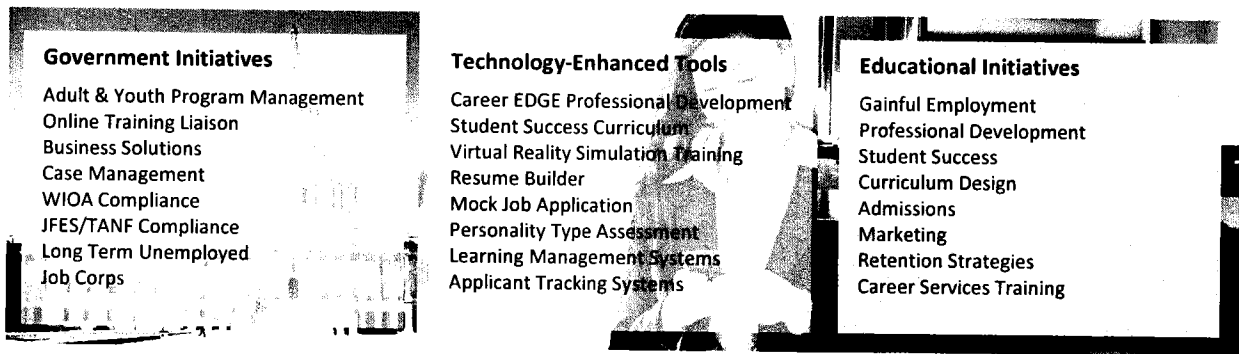 Government Initiatives
Adult & Youth Program Management
Online Training Liaison
Business Solutions
Case Management
WIOA Compliance
JFES/TANF Compliance
Long Term Unemployed
Job Corps
Technology-Enhanced Tools
Career EDGE Professional Development
Student Success Curriculum
Virtual Reality Simulation Training
Resume Builder
Mock Job Application
Personality Type Assessment
Learning Management Systems
Applicant Tracking Systems
Educational Initiatives
Gainful Employment
Professional Development
Student Success
Curriculum Design
Admissions
Marketing
Retention Strategies
Career Services Training